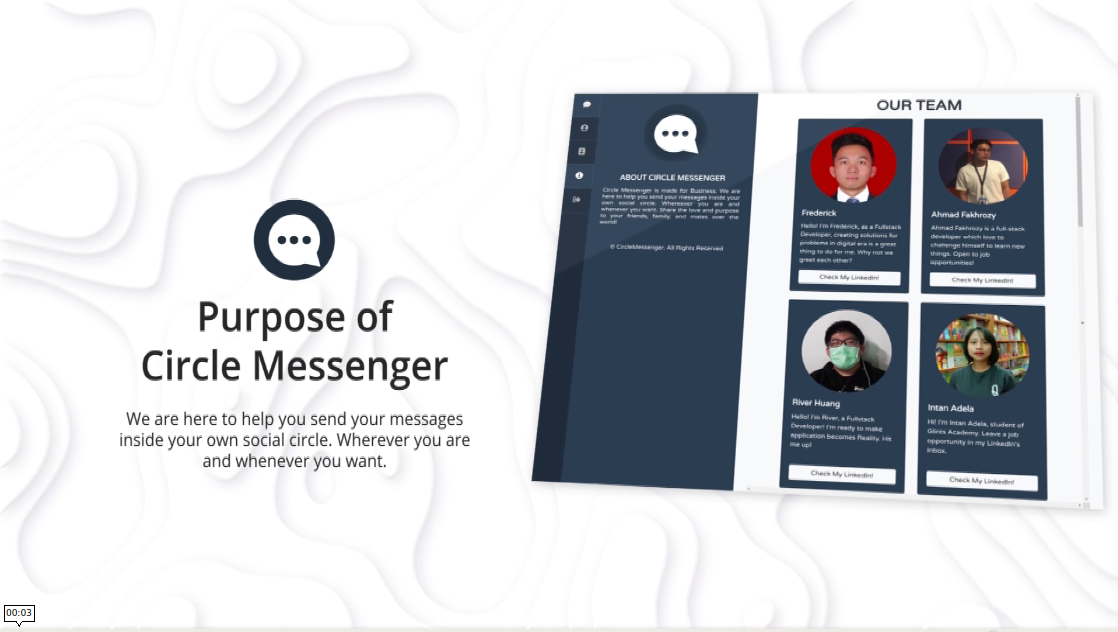 Purpose of
Circle Messenger
We are here to help you send your messages
inside your own social circle. Wherever you are
and whenever you want.
ABOUT CIRCLE MESSENGER
Circle Messenger is made for Business. We are
here to help you send your messages inside your
own social circle. Whereever you are and
whenever you want. Share the love and purpose
to your friends, family, and mates over the
world!
© CircleMessenger. All Rights Reserved
OUR TEAM
Frederick
Hello! I'm Frederick, as a Fullstack
Developer, creating solutions for
problems in digital era is a great
thing to do for me. Why not we
greet each other?
Check My LinkedIn!
Ahmad Fakhrozy
Ahmad Fakhrozy is a full-stack
developer which love to
challenge himself to learn new
things. Open to job
opportunities!
Check My LinkedIn!
River Huang
Hello! I'm River, a Fullstack
Developer! I'm ready to make
application becomes Reality. Hit
me up!
Check My LinkedIn!
Intan Adela
Hi! I'm Intan Adela, student of
Glints Academy. Leave a job
opportunity in my LinkedIn's
inbox.
Check My LinkedIn!
00:03